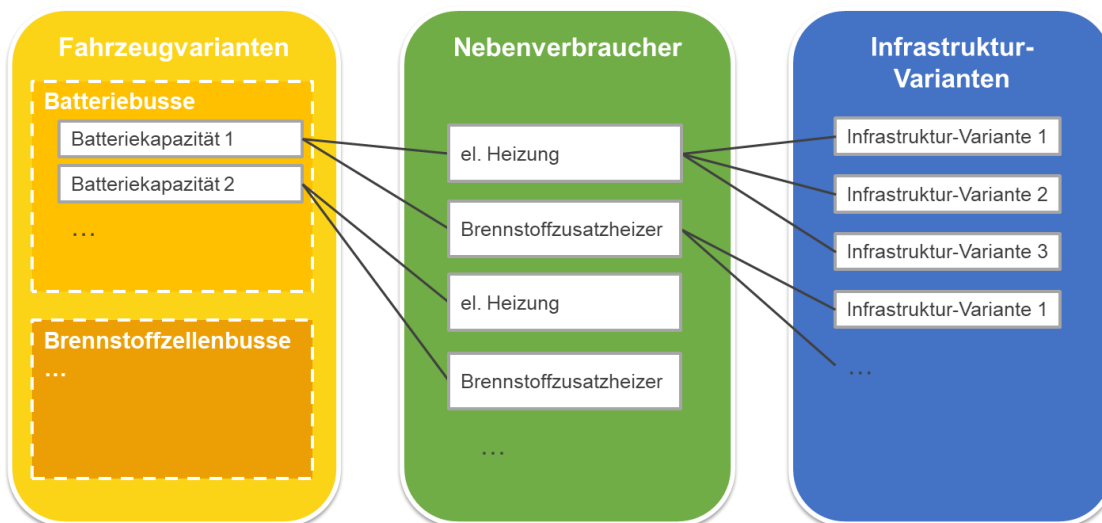 Fahrzeugvarianten
Batteriebusse
Batteriekapazität 1
Batteriekapazität 2
…
Brennstoffzellenbusse
…
Nebenverbraucher
el. Heizung
Brennstoffzusatzheizer
el. Heizung
Brennstoffzusatzheizer
…
Infrastruktur-
Varianten
Infrastruktur-Variante 1
Infrastruktur-Variante 2
Infrastruktur-Variante 3
Infrastruktur-Variante 1
…